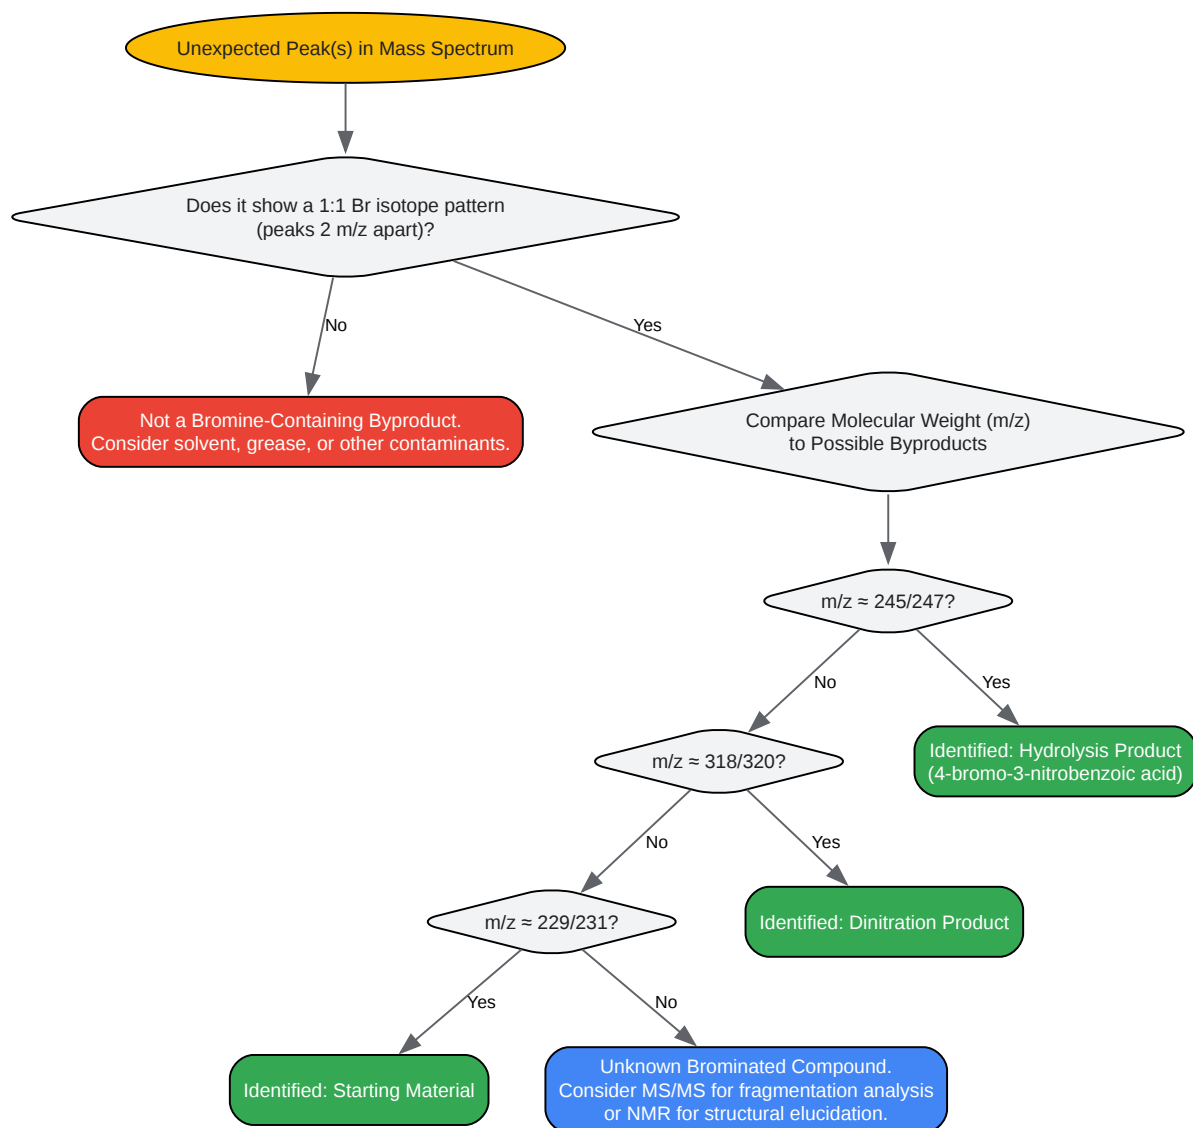 Unexpected Peak(s) in Mass Spectrum
Does it show a 1:1 Br isotope pattern
(peaks 2 m/z apart)?
No
Yes
Not a Bromine-Containing Byproduct.
Consider solvent, grease, or other contaminants.
Compare Molecular Weight (m/z)
to Possible Byproducts
m/z ≈ 245/247?
No
Yes
Identified: Hydrolysis Product
(4-bromo-3-nitrobenzoic acid)
m/z ≈ 318/320?
No
Yes
Identified: Dinitration Product
m/z ≈ 229/231?
Yes
No
Identified: Starting Material
Unknown Brominated Compound.
Consider MS/MS for fragmentation analysis
or NMR for structural elucidation.